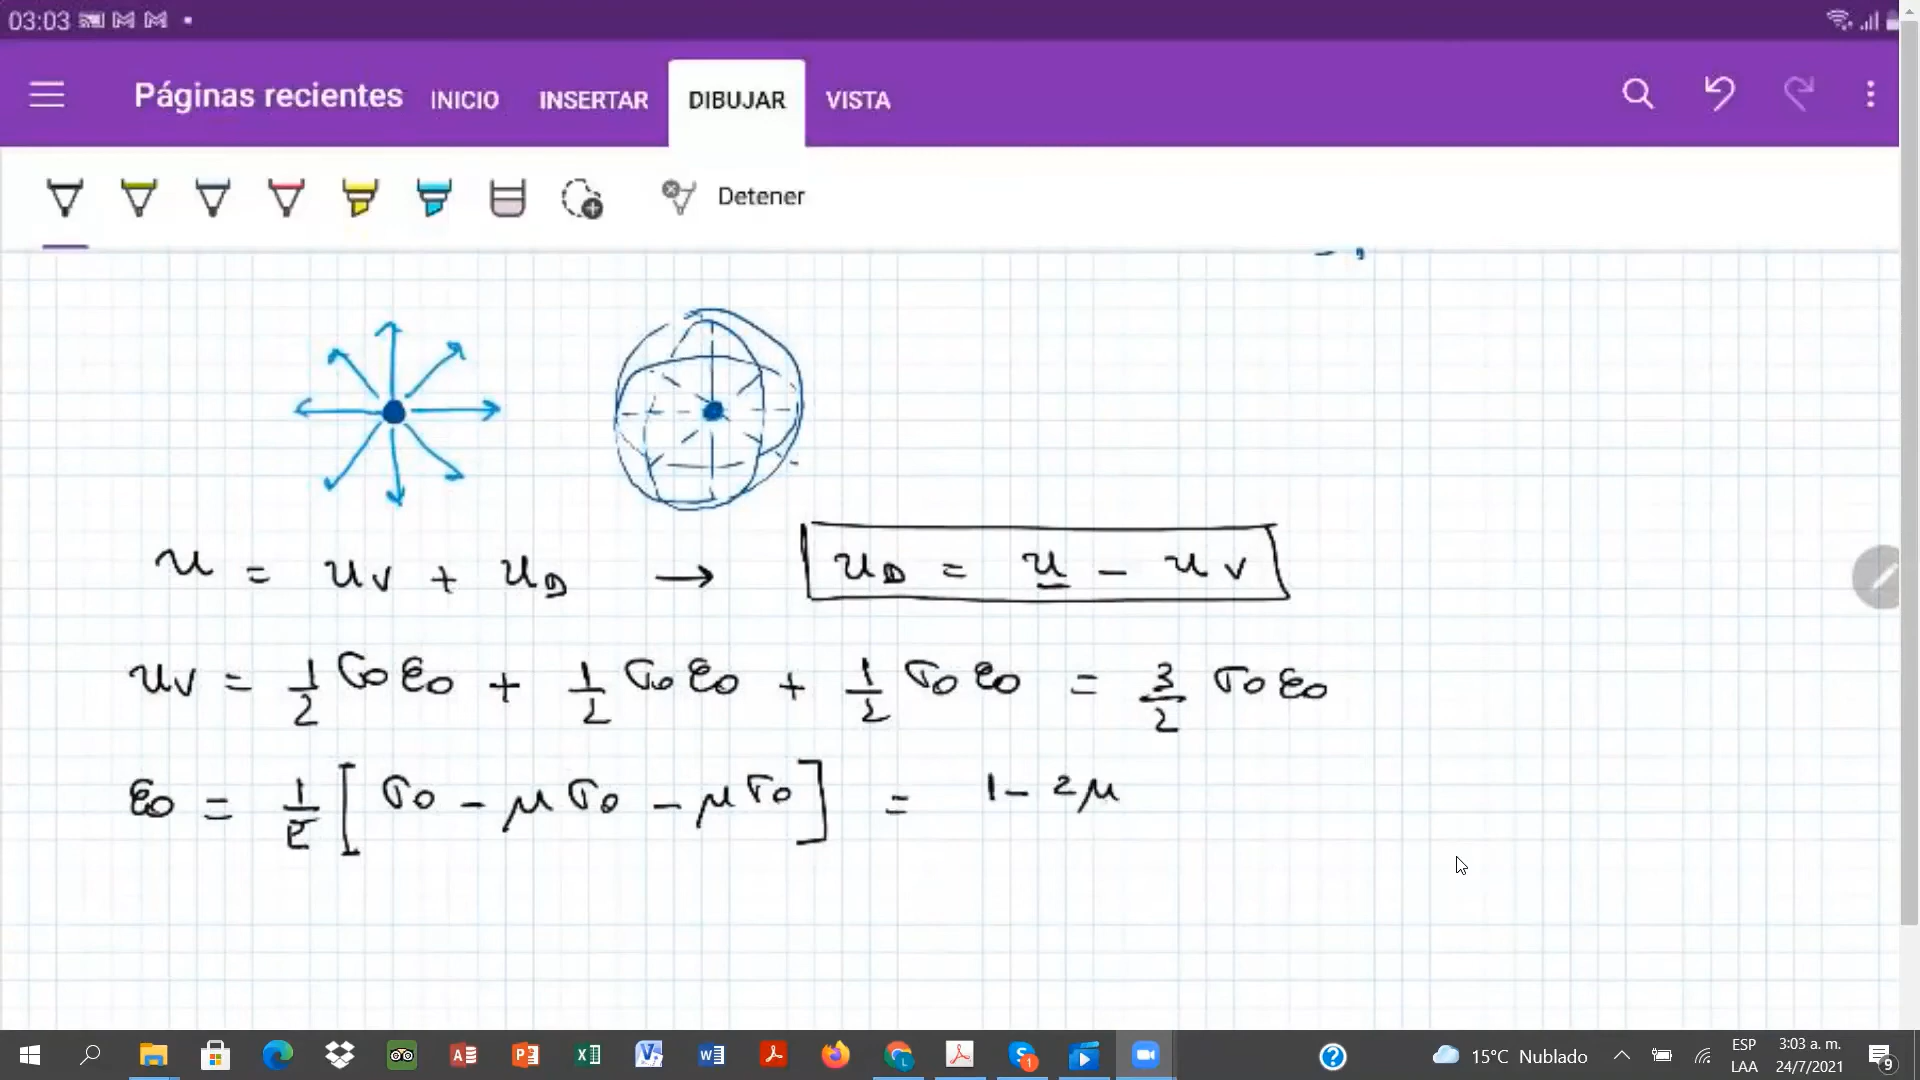 03:03
Páginas recientes INICIO INSERTAR DIBUJAR VISTA
Detener
u = uv + uD → uD = u - uv
uv = 1/2 σo εo + 1/2 σo εo + 1/2 σo εo = 3/2 σo εo
εo = 1/E [ σo - μσo - μσo ] = 1 - 2μ
15°C Nublado
ESP
LAA
3:03 a. m.
24/7/2021
1
9